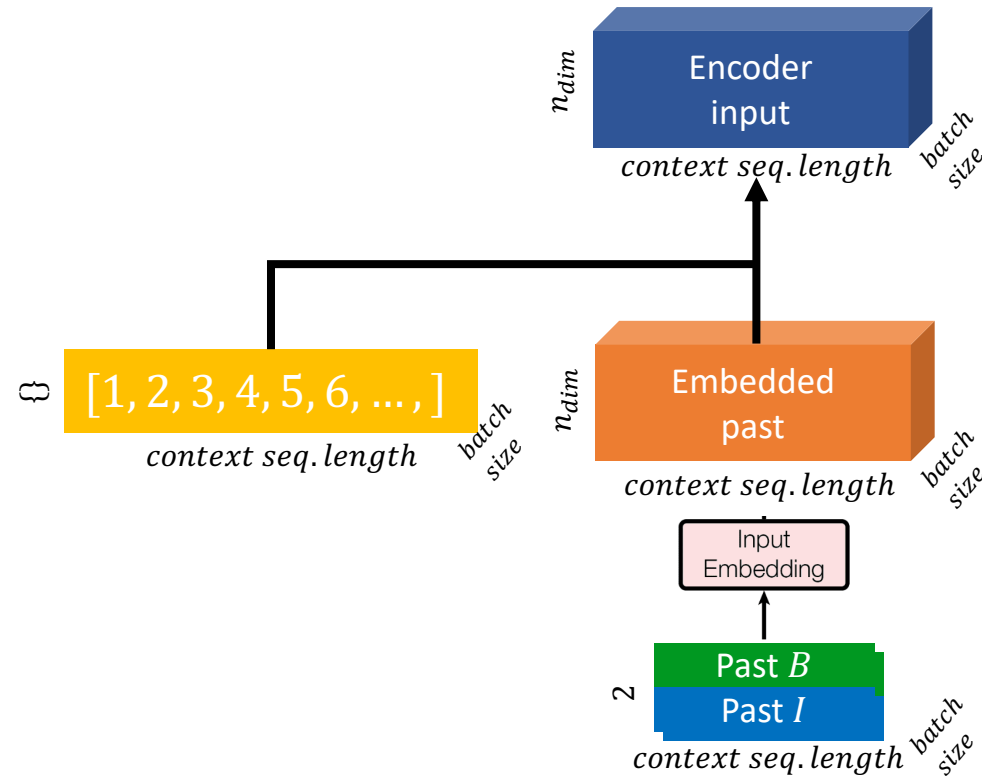 Encoder
input
n_dim
context seq. length
batch
size
[1, 2, 3, 4, 5, 6, … , ]
{}
context seq. length
batch
size
Embedded
past
n_dim
context seq. length
batch
size
Input
Embedding
Past B
Past I
2
context seq. length
batch
size